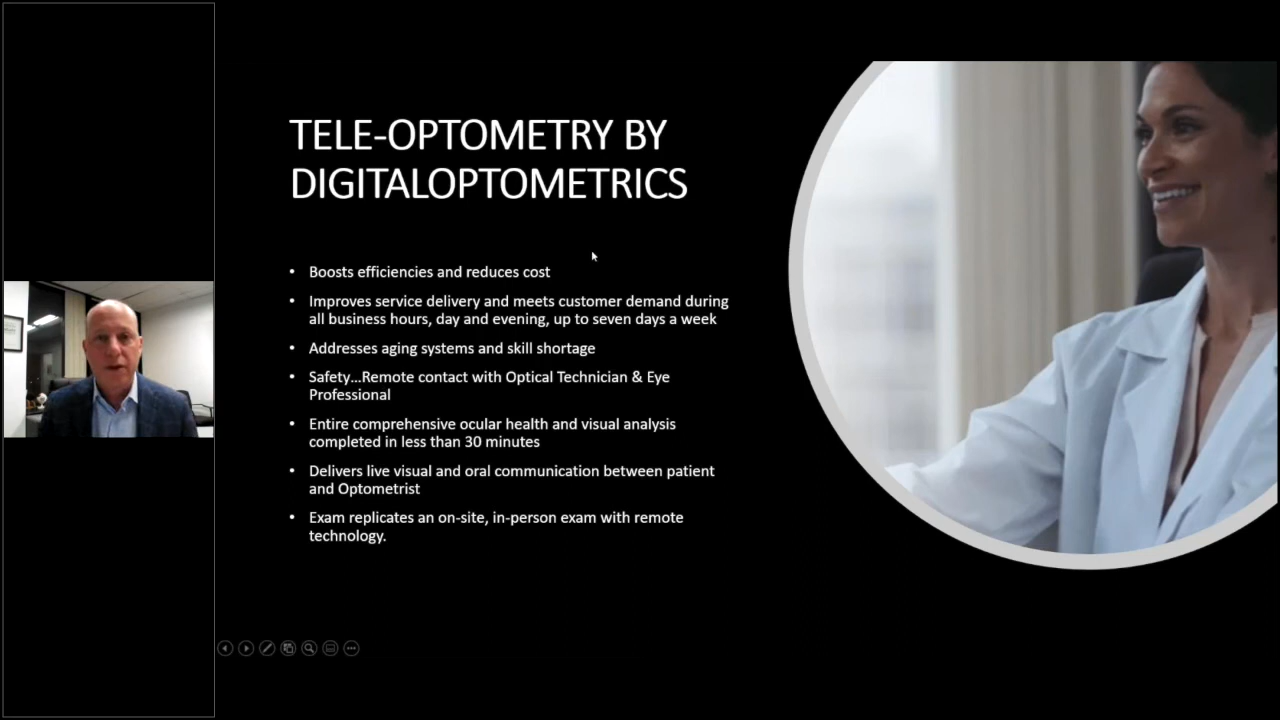 TELE-OPTOMETRY BY
DIGITALOPTOMETRICS
• Boosts efficiencies and reduces cost
• Improves service delivery and meets customer demand during
all business hours, day and evening, up to seven days a week
• Addresses aging systems and skill shortage
• Safety...Remote contact with Optical Technician & Eye
Professional
• Entire comprehensive ocular health and visual analysis
completed in less than 30 minutes
• Delivers live visual and oral communication between patient
and Optometrist
• Exam replicates an on-site, in-person exam with remote
technology.